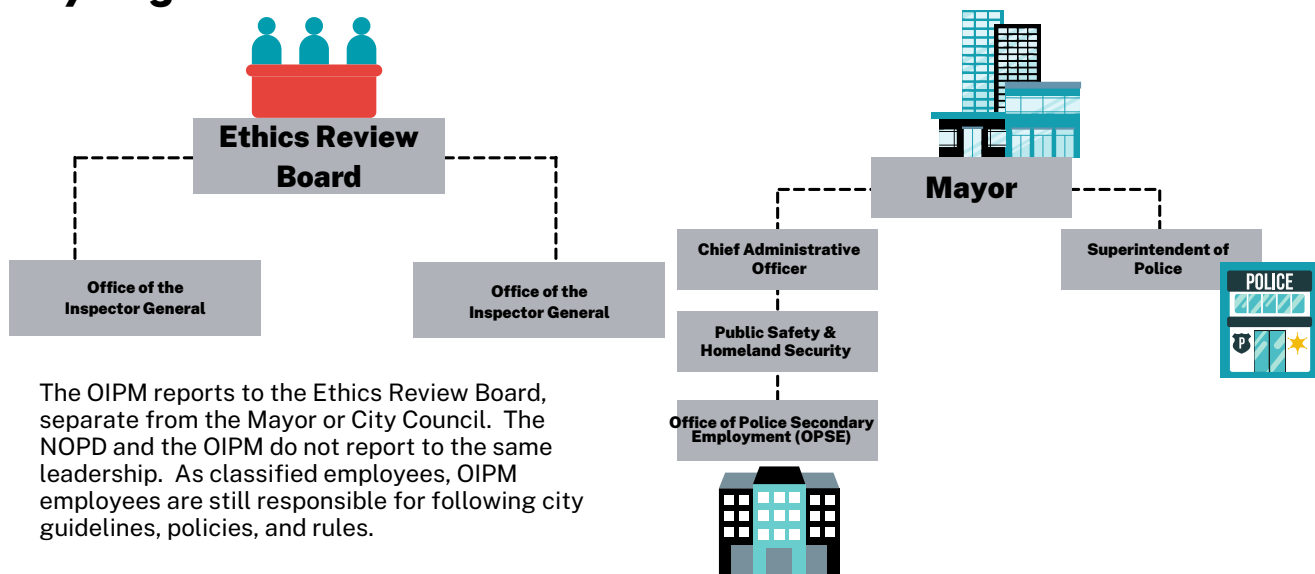 Ethics Review
Board
Office of the
Inspector General
Office of the
Inspector General
The OIPM reports to the Ethics Review Board,
separate from the Mayor or City Council.  The
NOPD and the OIPM do not report to the same
leadership.  As classified employees, OIPM
employees are still responsible for following city
guidelines, policies, and rules.
Mayor
Chief Administrative
Officer
Public Safety &
Homeland Security
Office of Police Secondary
Employment (OPSE)
Superintendent of
Police
POLICE
P